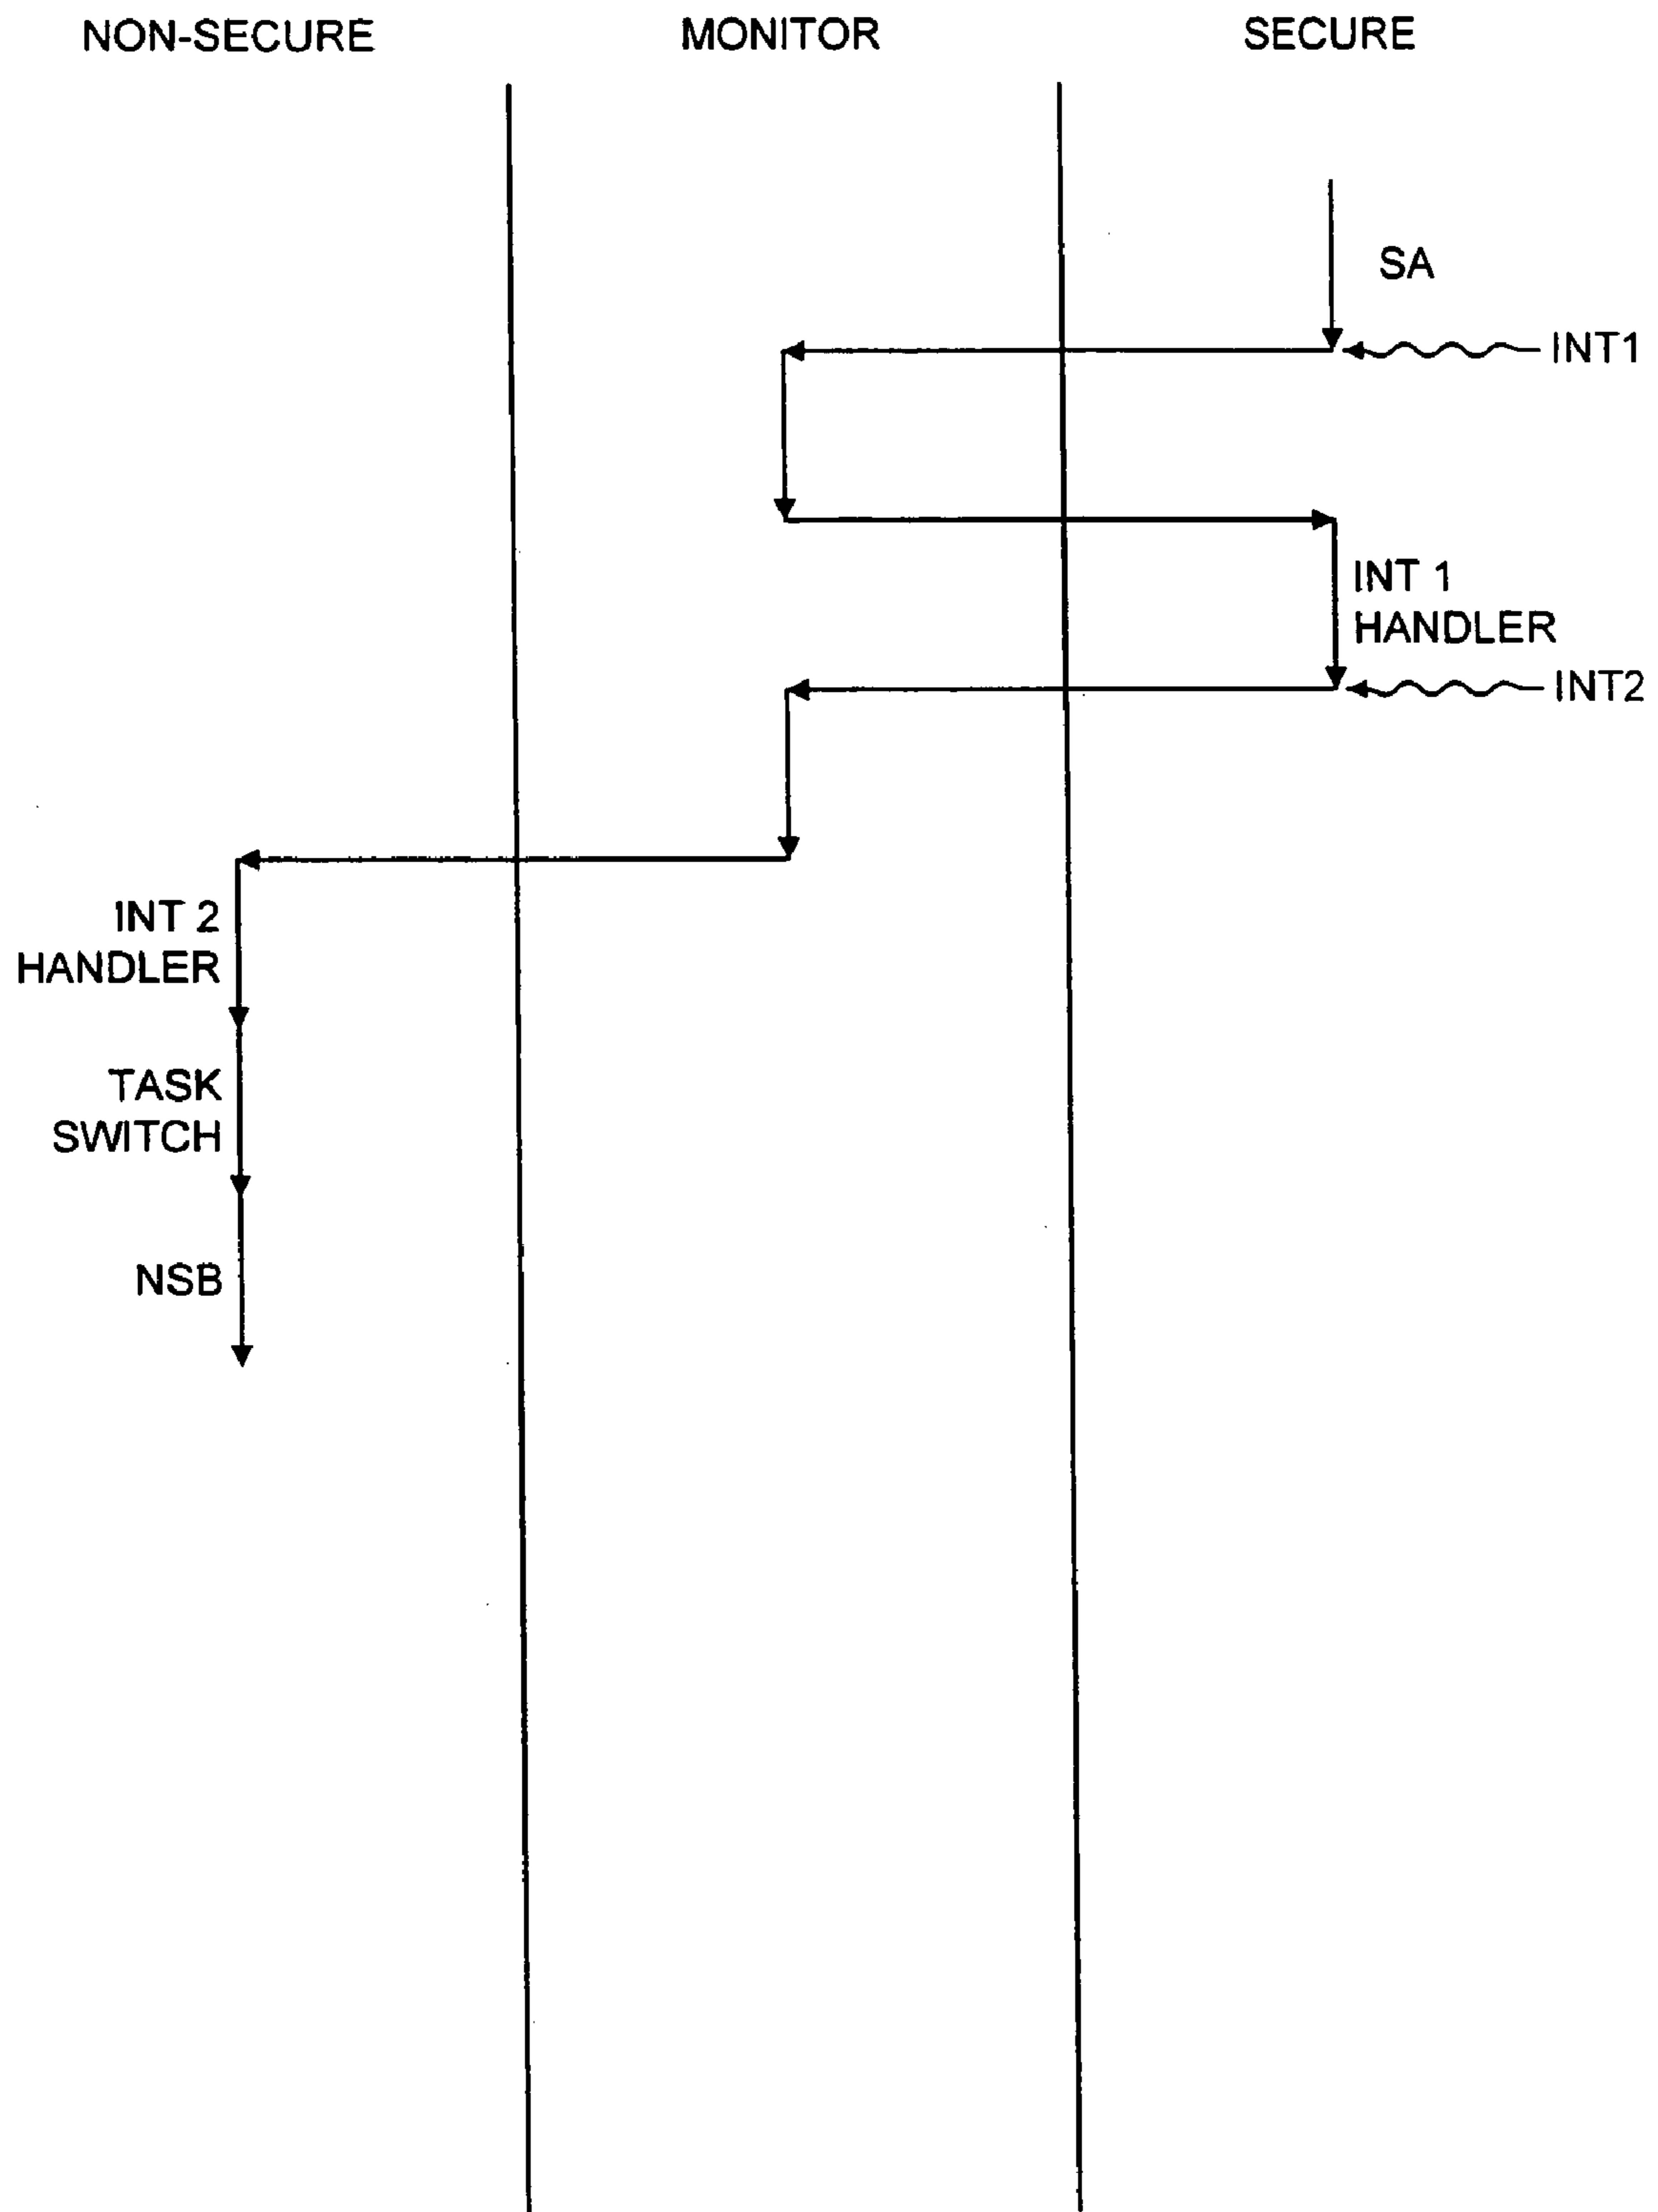 NON-SECURE MONITOR SECURE
SA
INT1
INT 1
HANDLER
INT2
INT 2
HANDLER
TASK
SWITCH
NSB